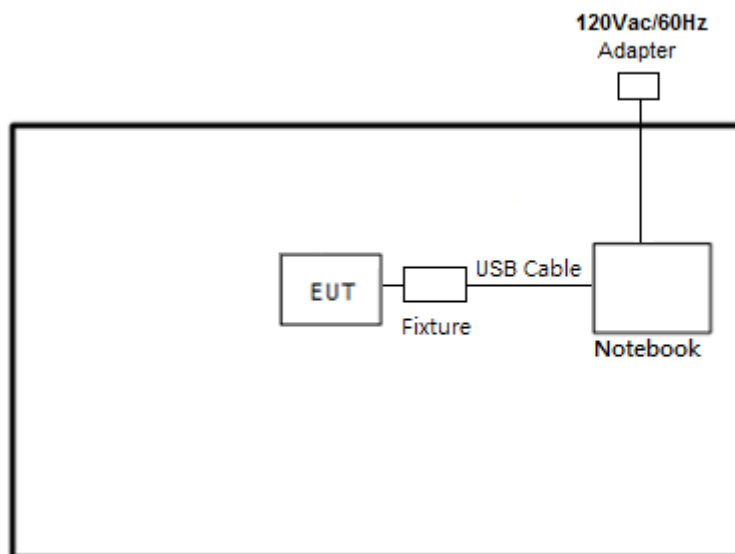 120Vac/60Hz
Adapter
USB Cable
EUT
Fixture
Notebook